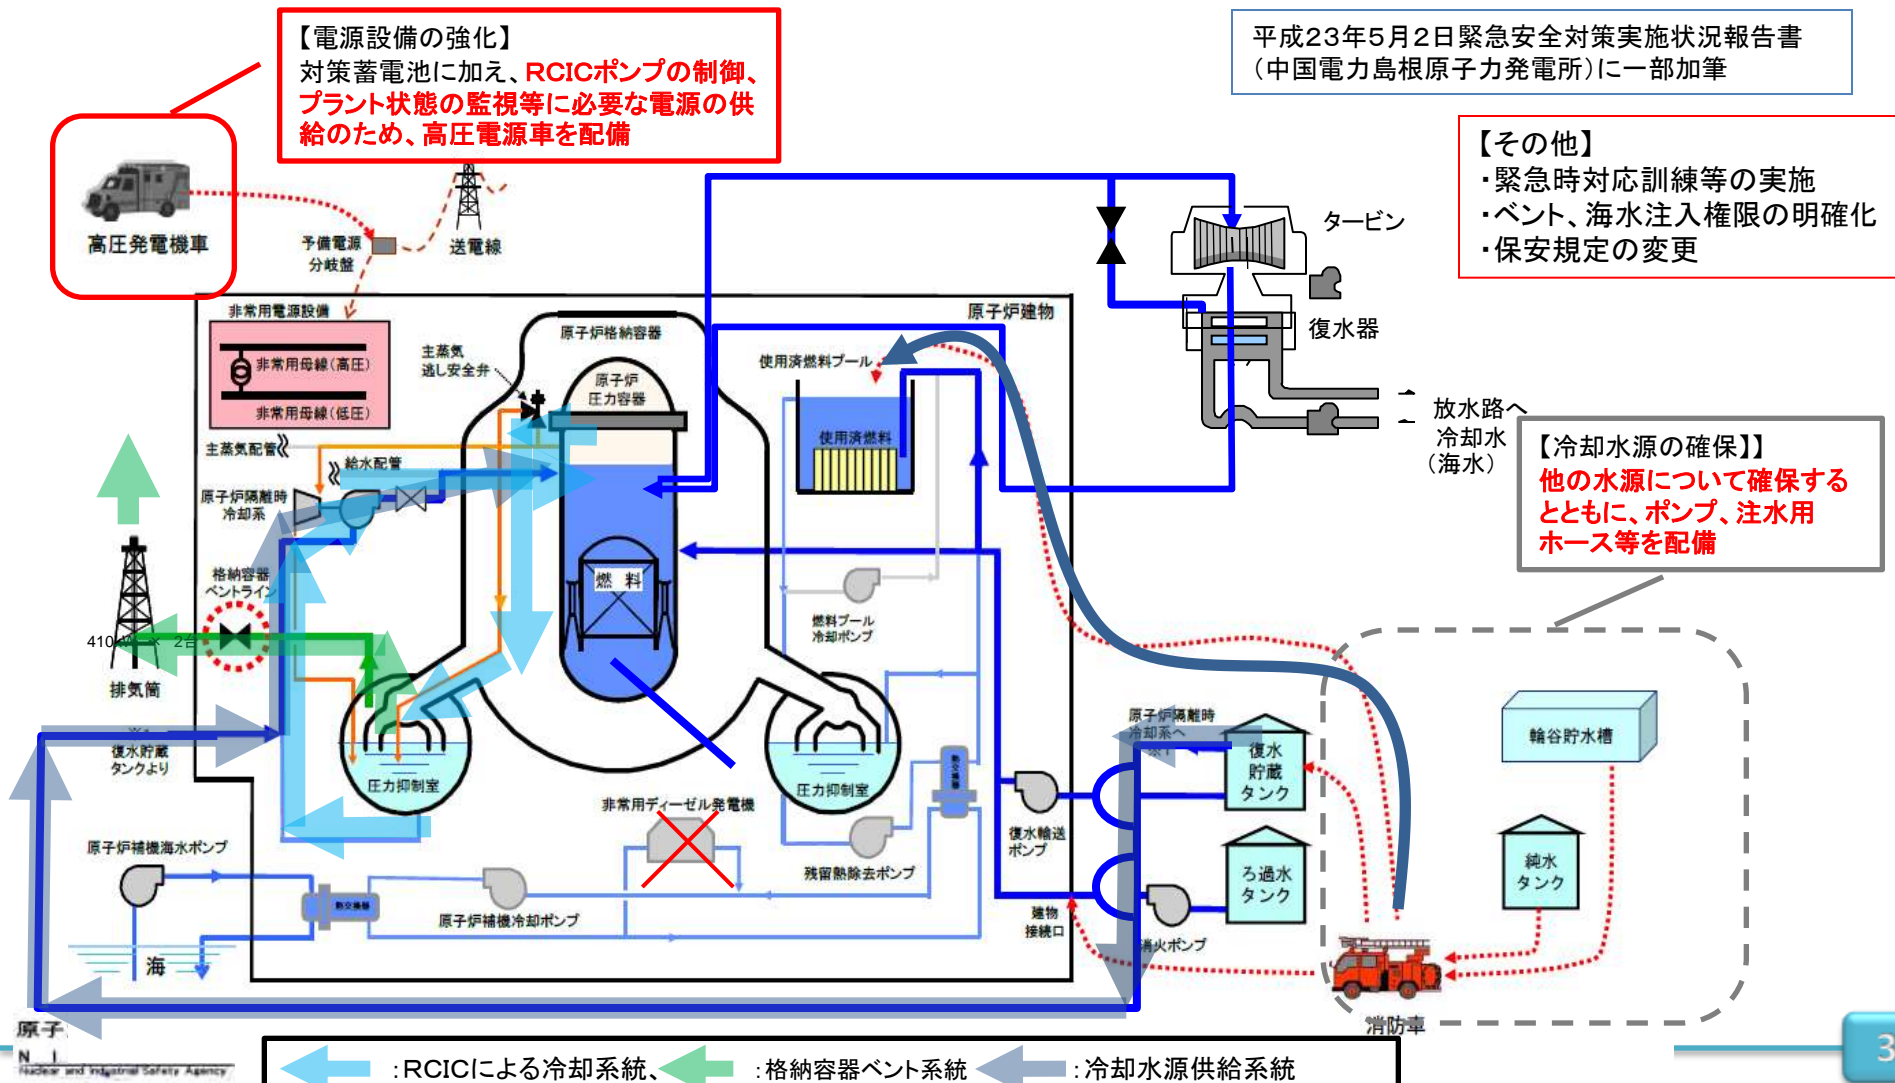 【電源設備の強化】
対策蓄電池に加え、RCICポンプの制御、
プラント状態の監視等に必要な電源の供
給のため、高圧電源車を配備
平成23年5月2日緊急安全対策実施状況報告書
(中国電力島根原子力発電所)に一部加筆
【その他】
・緊急時対応訓練等の実施
・ベント、海水注入権限の明確化
・保安規定の変更
高圧発電機車
予備電源
分岐盤
送電線
タービン
復水器
放水路へ
冷却水
(海水)
【冷却水源の確保】】
他の水源について確保する
とともに、ポンプ、注水用
ホース等を配備
原子炉建物
非常用電源設備
非常用母線(高圧)
非常用母線(低圧)
原子炉格納容器
主蒸気
逃し安全弁
原子炉
圧力容器
使用済燃料プール
使用済燃料
主蒸気配管
給水配管
原子炉隔離時
冷却系
格納容器
ベントライン
燃料
燃料プール
冷却ポンプ
2台
排気筒
復水貯蔵
タンクより
圧力抑制室
圧力抑制室
原子炉隔離時
冷却系へ
復水
貯蔵
タンク
輪谷貯水槽
熱交換器
非常用ディーゼル発電機
復水輸送
ポンプ
原子炉補機海水ポンプ
残留熱除去ポンプ
ろ過水
タンク
純水
タンク
熱交換器
原子炉補機冷却ポンプ
建物
接続口
消火ポンプ
海
消防車
原子
N I
Nuclear and Industrial Safety Agency
:RCICによる冷却系統、
:格納容器ベント系統
:冷却水源供給系統
3